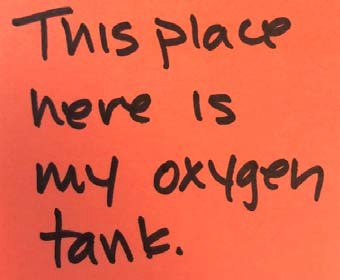 This place
here is
my oxygen
tank.